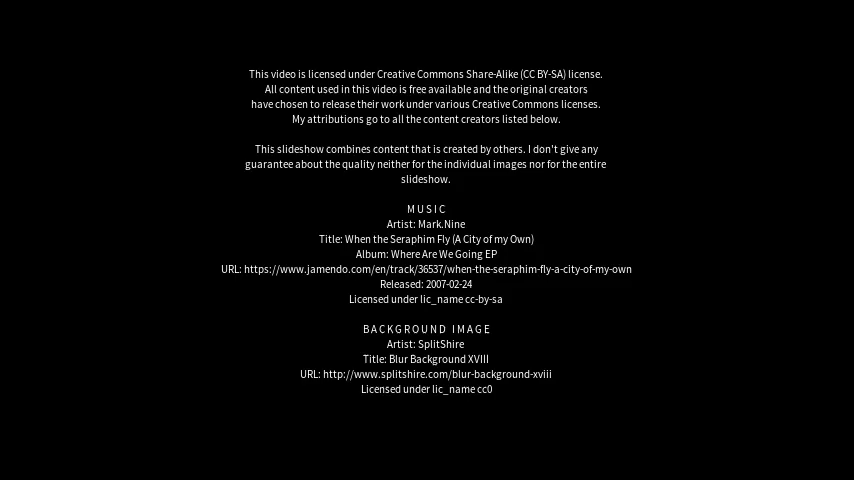 This video is licensed under Creative Commons Share-Alike (CC BY-SA) license.
All content used in this video is free available and the original creators
have chosen to release their work under various Creative Commons licenses.
My attributions go to all the content creators listed below.
This slideshow combines content that is created by others. I don't give any
guarantee about the quality neither for the individual images nor for the entire
slideshow.
MUSIC
Artist: Mark.Nine
Title: When the Seraphim Fly (A City of my Own)
Album: Where Are We Going EP
URL: https://www.jamendo.com/en/track/36537/when-the-seraphim-fly-a-city-of-my-own
Released: 2007-02-24
Licensed under lic_name cc-by-sa
BACKGROUND IMAGE
Artist: SplitShire
Title: Blur Background XVIII
URL: http://www.splitshire.com/blur-background-xviii
Licensed under lic_name cc0